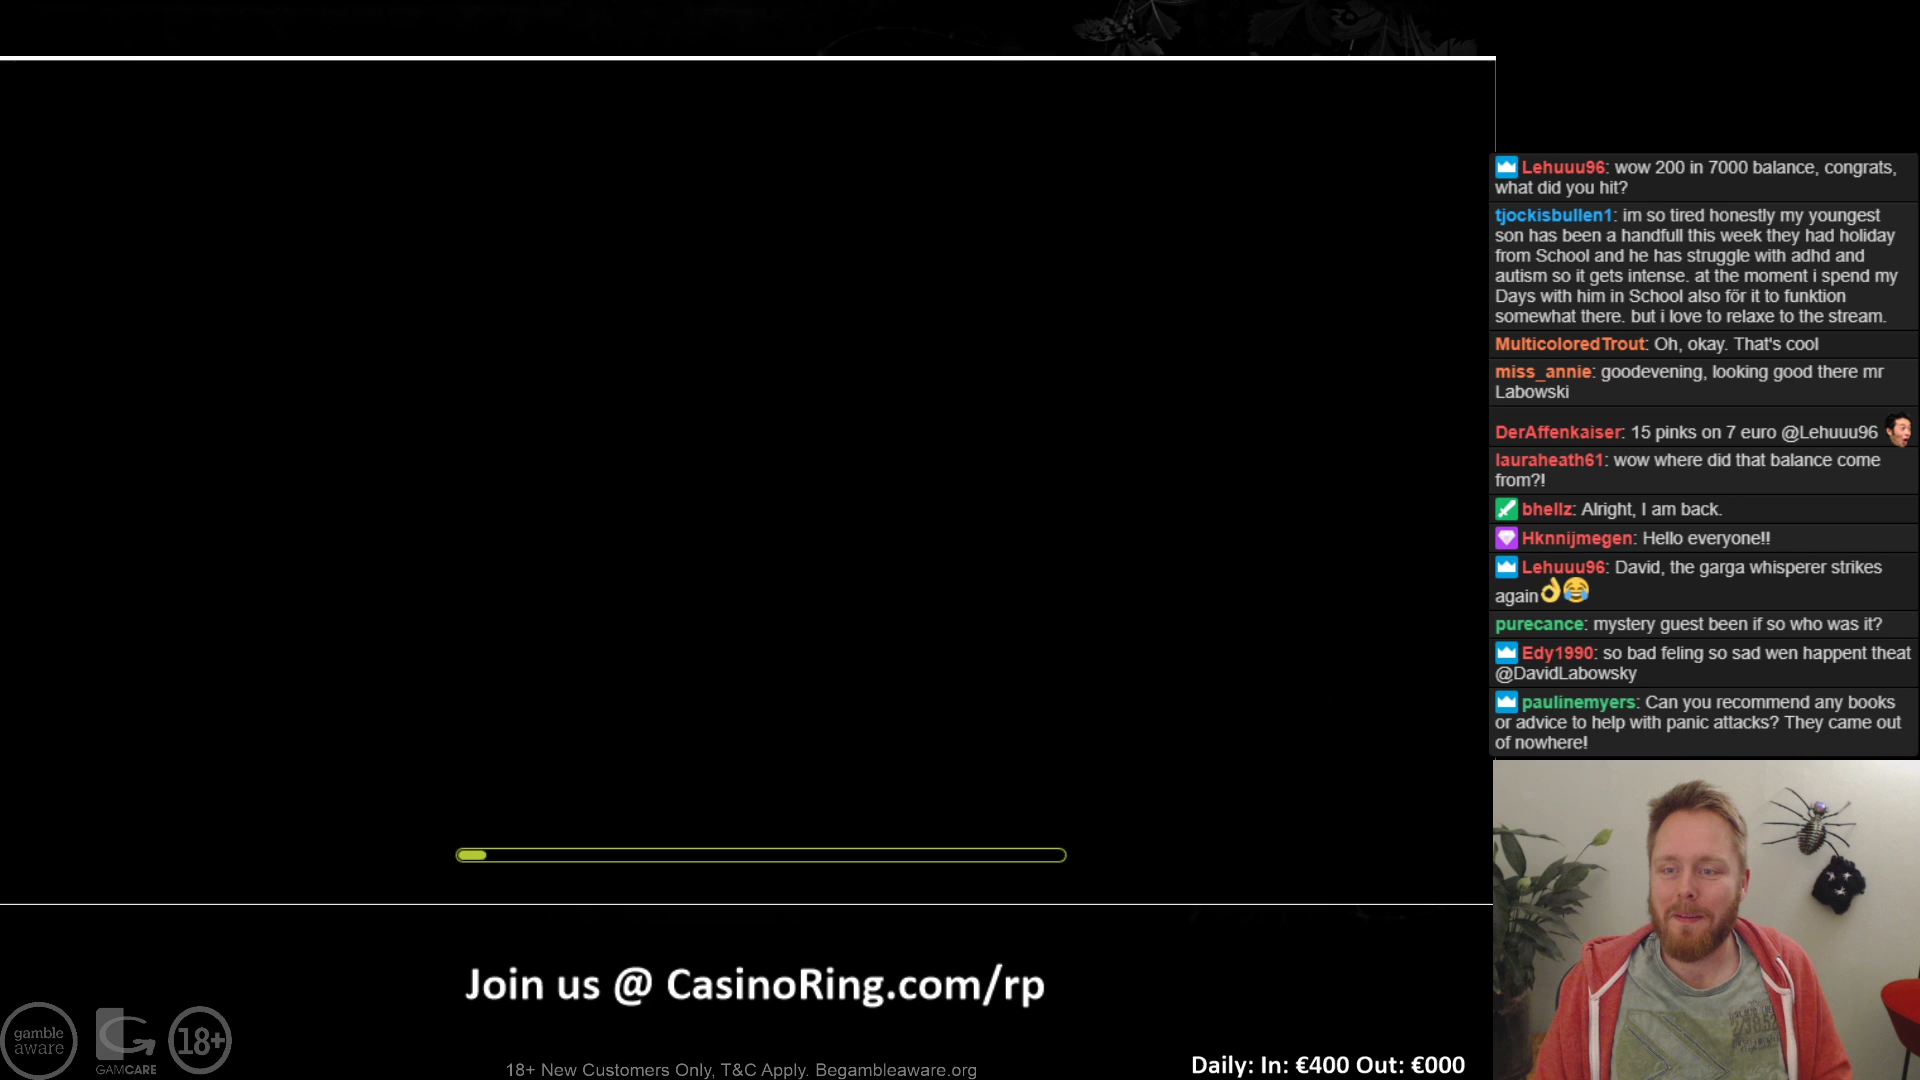 Lehuuu96: wow 200 in 7000 balance, congrats,
what did you hit?
tjockisbullen1: im so tired honestly my youngest
son has been a handfull this week they had holiday
from School and he has struggle with adhd and
autism so it gets intense. at the moment i spend my
Days with him in School also för it to funktion
somewhat there. but i love to relaxe to the stream.
MulticoloredTrout: Oh, okay. That's cool
miss_annie: goodevening, looking good there mr
Labowski
DerAffenkaiser: 15 pinks on 7 euro @Lehuuu96
lauraheath61: wow where did that balance come
from?!
bhellz: Alright, I am back.
Hknnijmegen: Hello everyone!!
Lehuuu96: David, the garga whisperer strikes
again👌😂
purecance: mystery guest been if so who was it?
Edy1990: so bad feling so sad wen happent theat
@DavidLabowsky
paulinemyers: Can you recommend any books
or advice to help with panic attacks? They came out
of nowhere!
Join us @ CasinoRing.com/rp
gamble
aware
GAMCARE
18+
18+ New Customers Only, T&C Apply. Begambleaware.org
Daily: In: €400 Out: €000